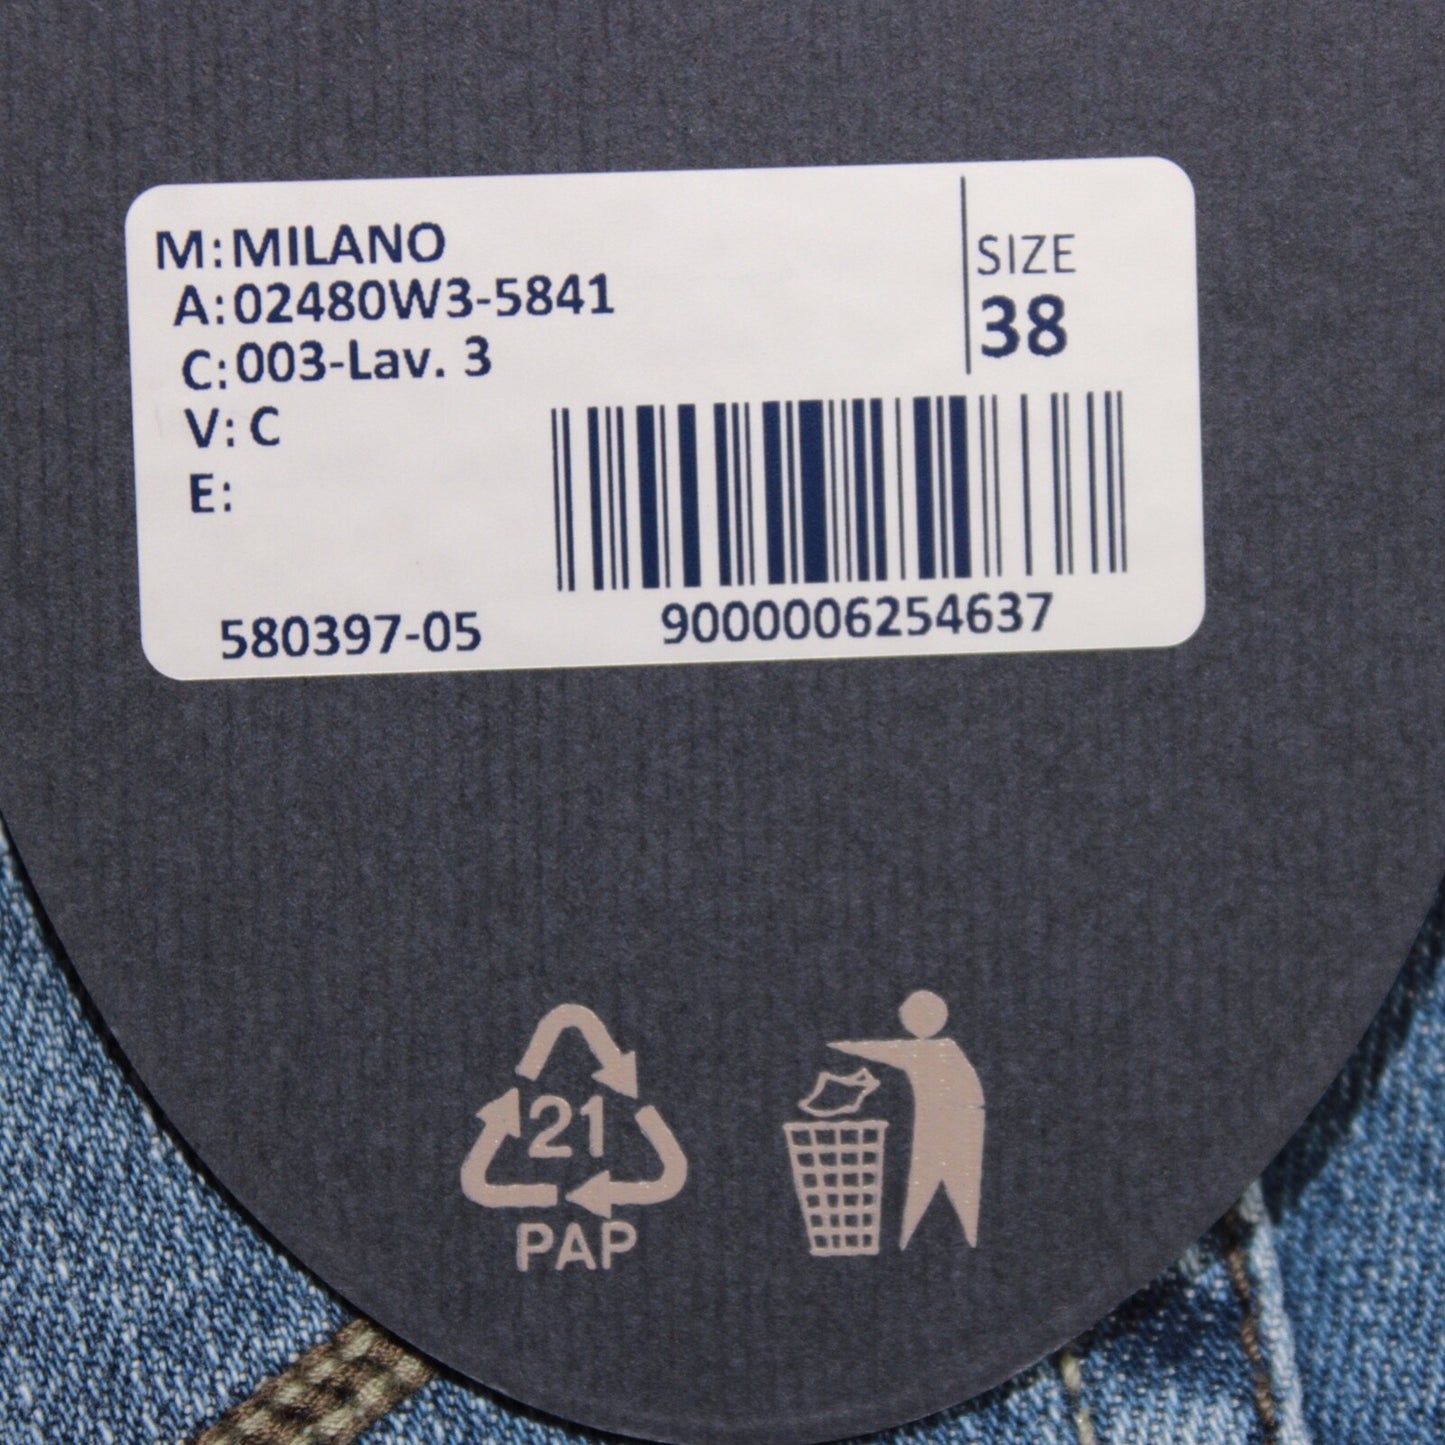 M: MILANO
A: 02480W3-5841
C: 003-Lav. 3
V: C
E:
SIZE
38
580397-05
9000006254637
21
PAP